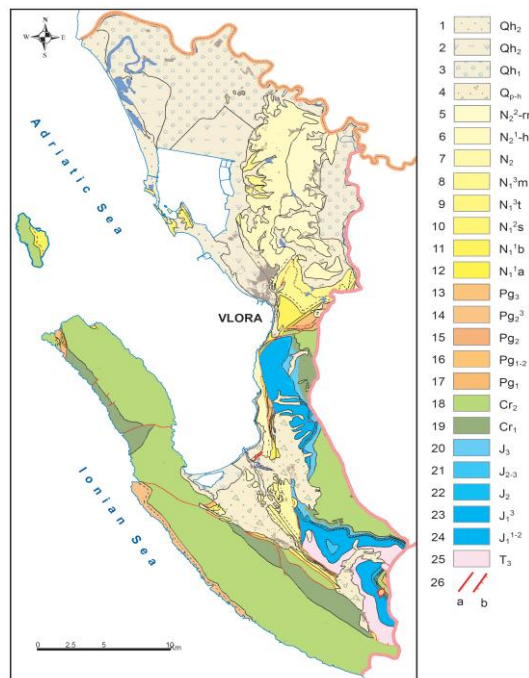 N
W E
S
Adriatic Sea
VLORA
Ionian Sea
0.0 5 10
Km
1 Qh₂
2 Qh₂
3 Qh₁
4 Qp-h
5 N₂²-rr
6 N₂¹-h
7 N₂
8 N₁³m
9 N₁³t
10 N₁²s
11 N₁¹b
12 N₁¹a
13 Pg₃
14 Pg₂³
15 Pg₂
16 Pg₁₋₂
17 Pg₁
18 Cr₂
19 Cr₁
20 J₃
21 J₂₋₃
22 J₂
23 J₁³
24 J₁¹⁻²
25 T₃
26
a b